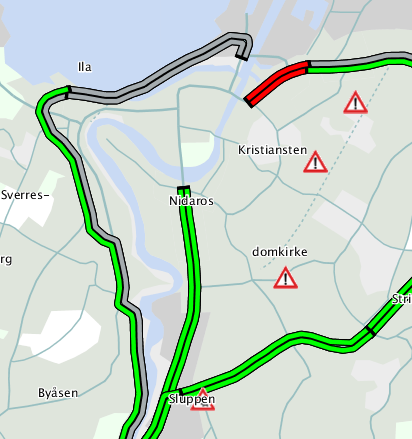 Ila
Kristiansten
Sverres-
Nidaros
domkirke
rg
Stri
Byåsen
Sluppen